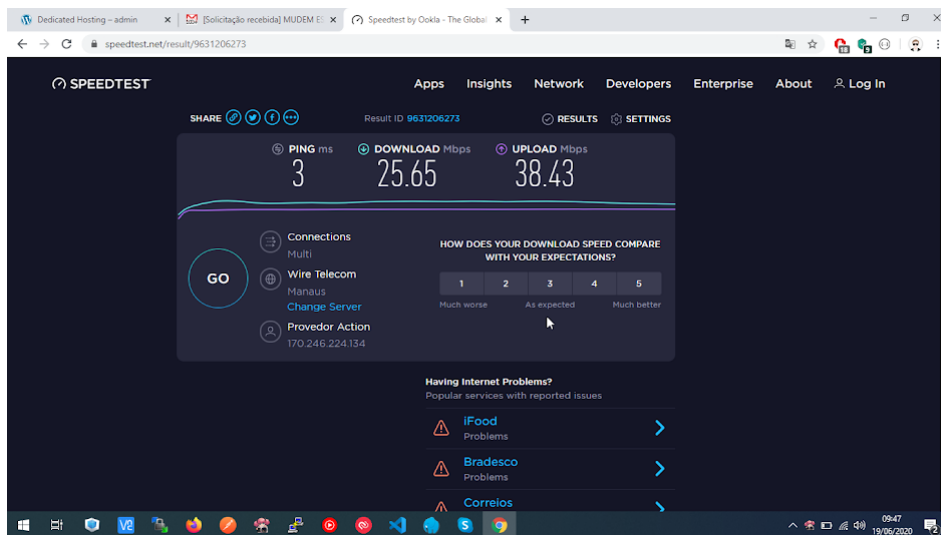 Dedicated Hosting – admin
[Solicitação recebida] MUDEM ES
Speedtest by Ookla - The Global
speedtest.net/result/9631206273
SPEEDTEST
Apps Insights Network Developers Enterprise About Log In
SHARE
Result ID 9631206273
RESULTS SETTINGS
PING ms DOWNLOAD Mbps UPLOAD Mbps
3 25.65 38.43
GO
Connections
Multi
Wire Telecom
Manaus
Change Server
Provedor Action
170.246.224.134
HOW DOES YOUR DOWNLOAD SPEED COMPARE
WITH YOUR EXPECTATIONS?
1 2 3 4 5
Much worse As expected Much better
Having Internet Problems?
Popular services with reported issues
iFood
Problems
Bradesco
Problems
Correios
09:47
19/06/2020